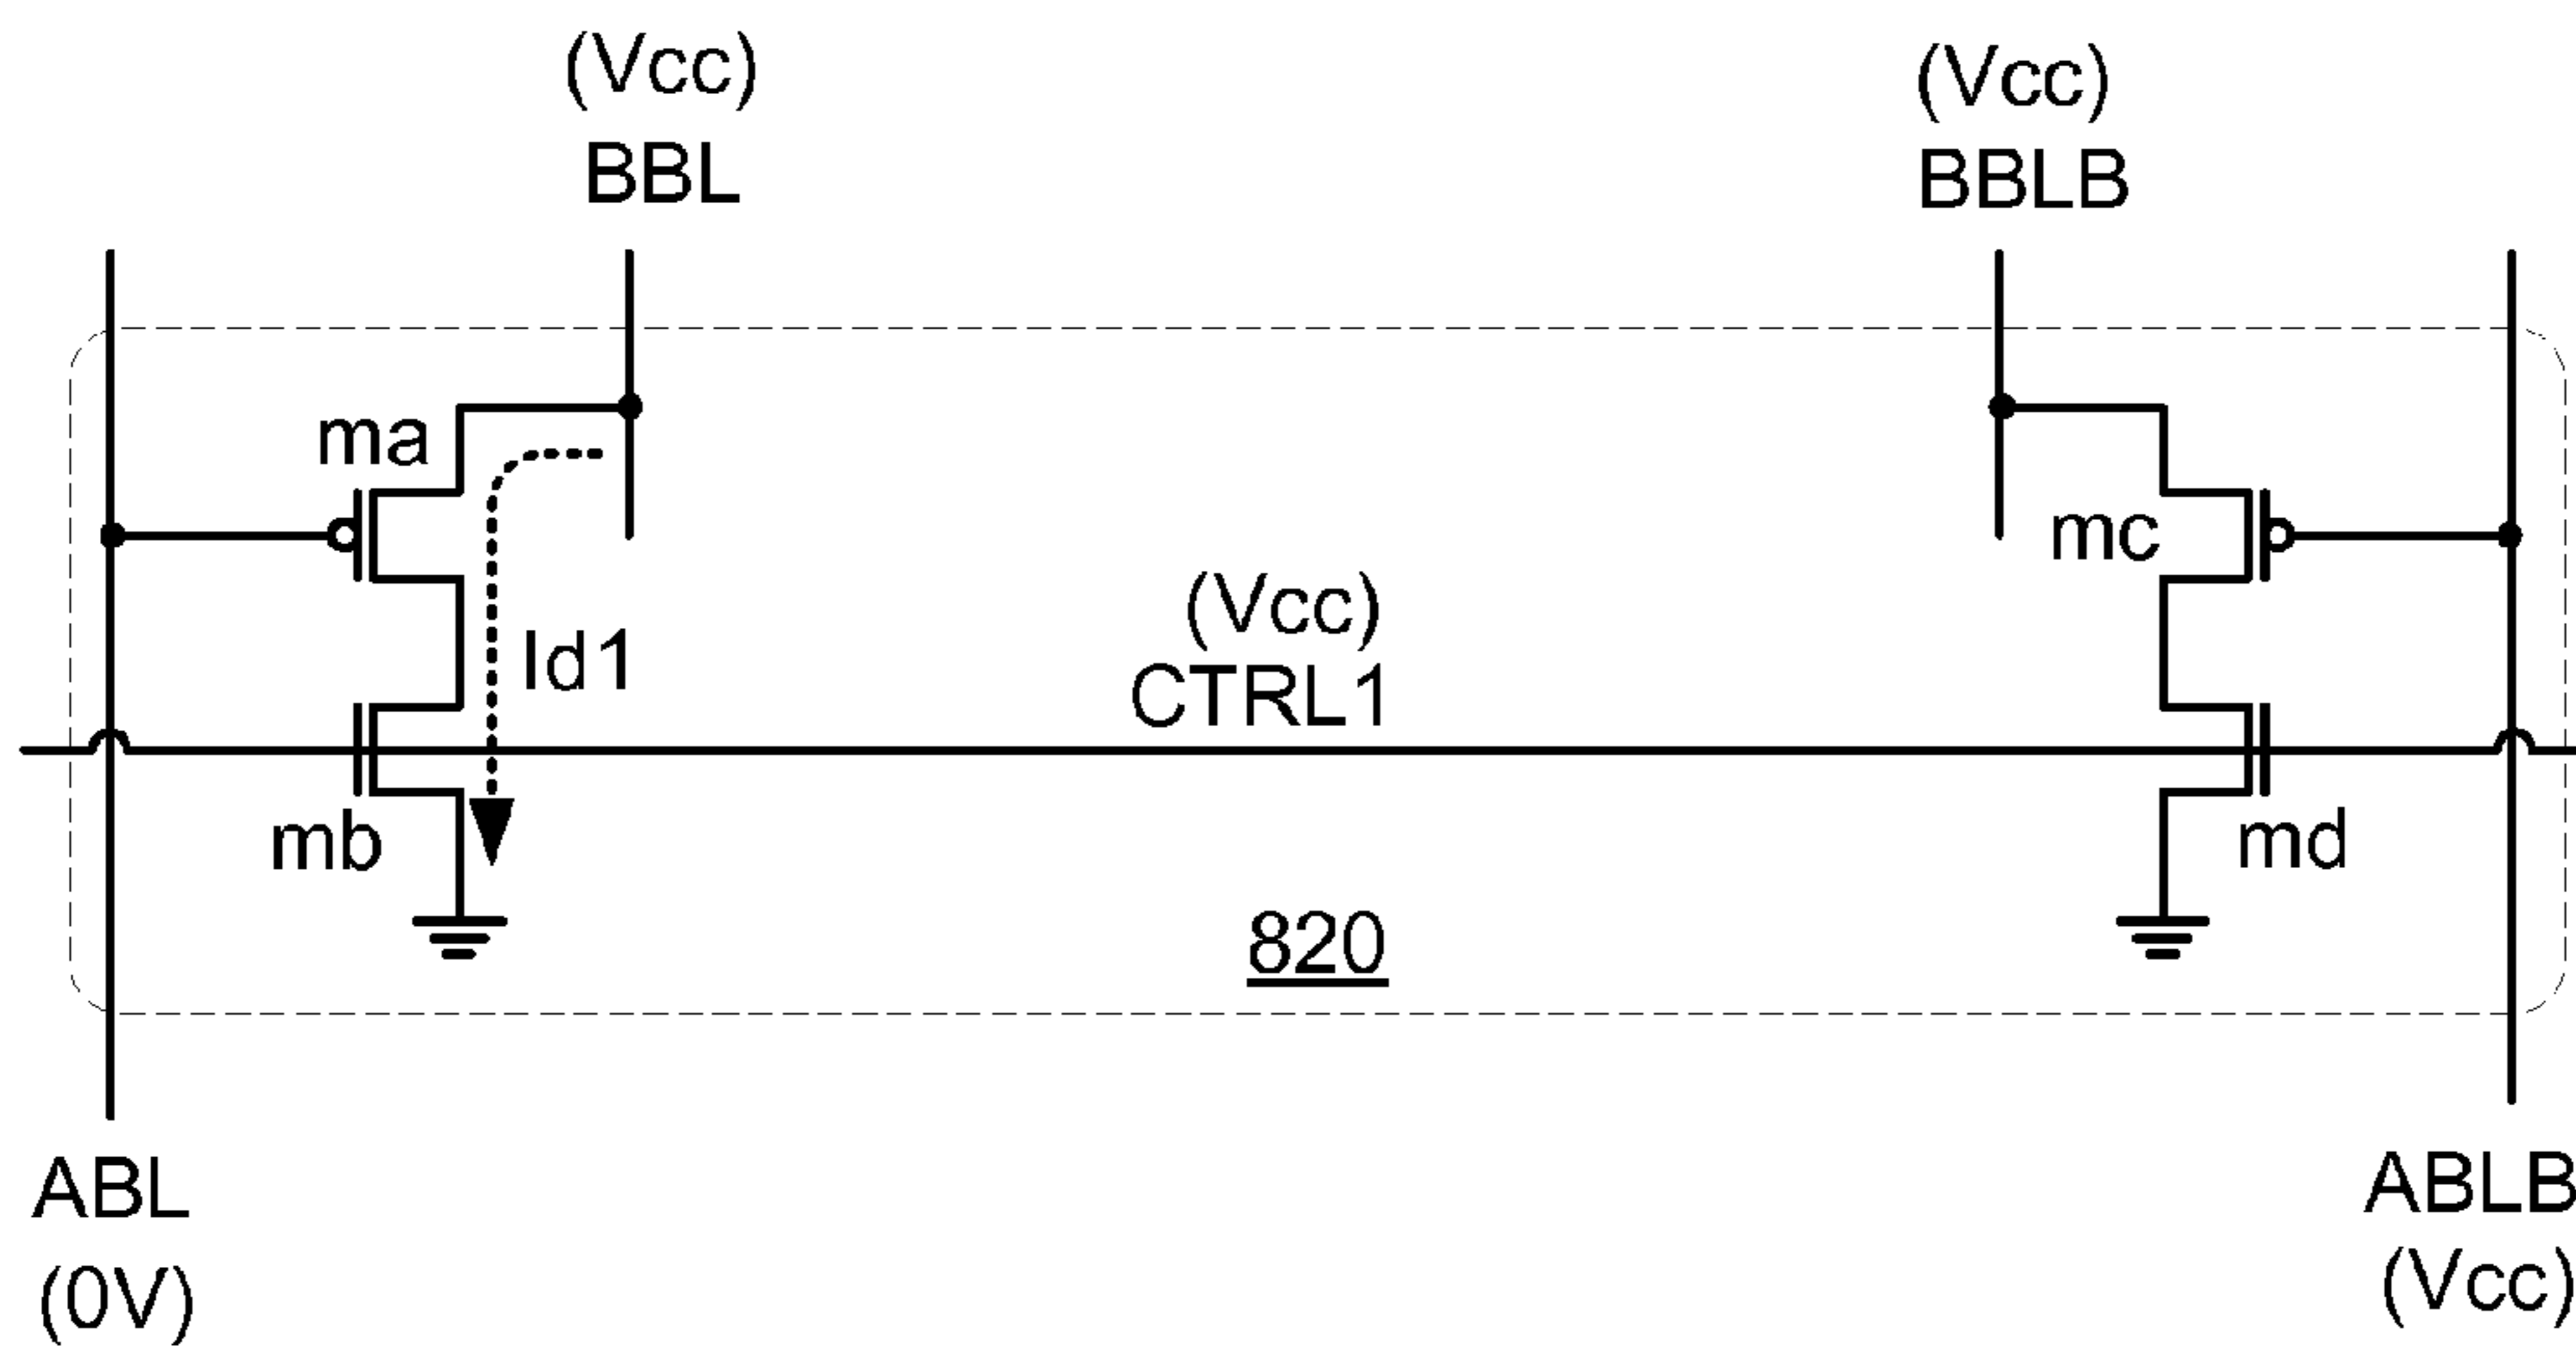 (Vcc)
BBL
(Vcc)
BBLB
ma
mc
Id1
(Vcc)
CTRL1
mb
md
820
ABL
(0V)
ABLB
(Vcc)